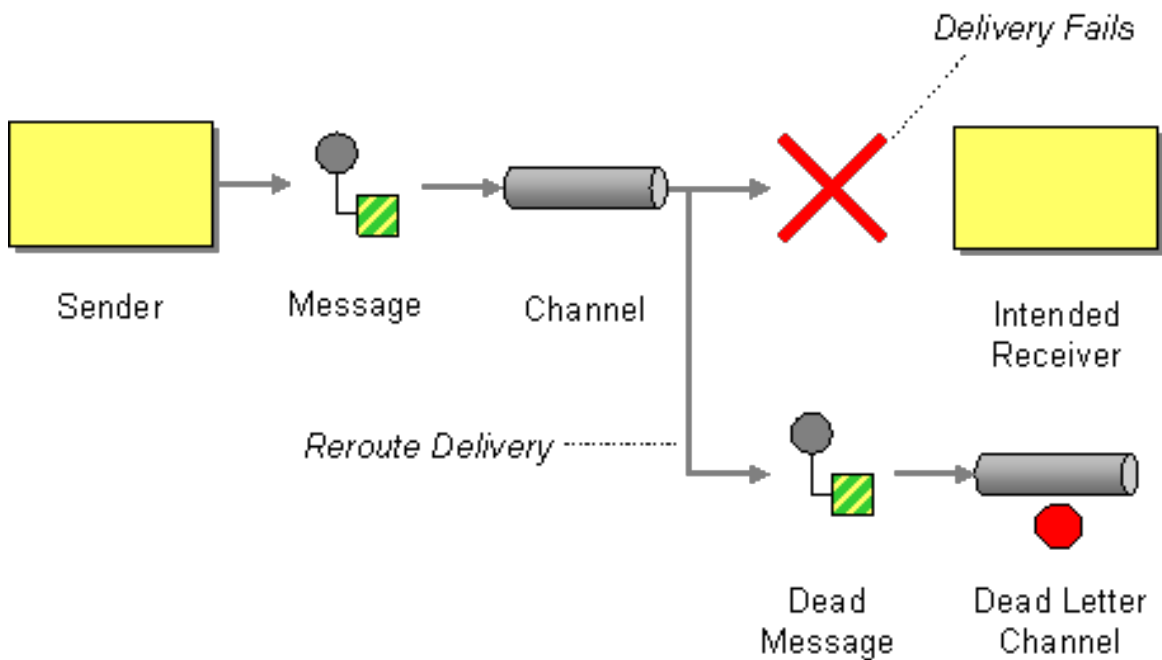 Delivery Fails
Sender
Message
Channel
Intended
Receiver
Reroute Delivery
Dead
Message
Dead Letter
Channel